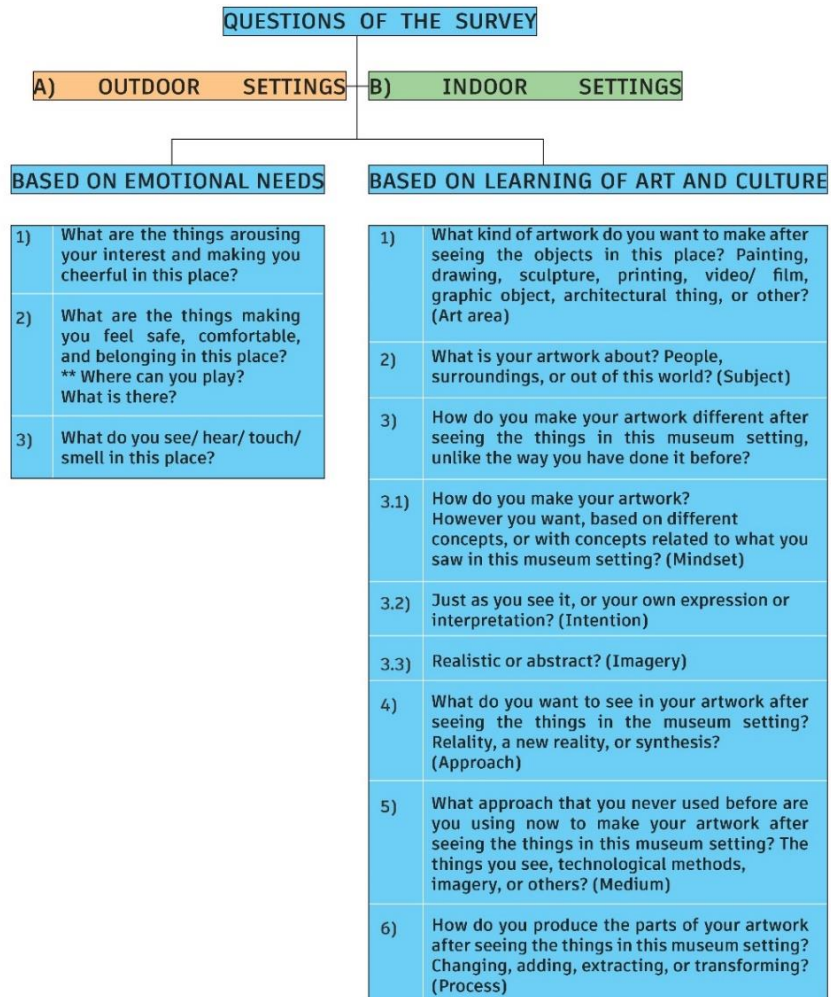 QUESTIONS OF THE SURVEY
A) OUTDOOR SETTINGS
B) INDOOR SETTINGS
BASED ON EMOTIONAL NEEDS
1) What are the things arousing
your interest and making you
cheerful in this place?
2) What are the things making
you feel safe, comfortable,
and belonging in this place?
** Where can you play?
What is there?
3) What do you see/ hear/ touch/
smell in this place?
BASED ON LEARNING OF ART AND CULTURE
1) What kind of artwork do you want to make after
seeing the objects in this place? Painting,
drawing, sculpture, printing, video/ film,
graphic object, architectural thing, or other?
(Art area)
2) What is your artwork about? People,
surroundings, or out of this world? (Subject)
3) How do you make your artwork different after
seeing the things in this museum setting,
unlike the way you have done it before?
3.1) How do you make your artwork?
However you want, based on different
concepts, or with concepts related to what you
saw in this museum setting? (Mindset)
3.2) Just as you see it, or your own expression or
interpretation? (Intention)
3.3) Realistic or abstract? (Imagery)
4) What do you want to see in your artwork after
seeing the things in the museum setting?
Relality, a new reality, or synthesis?
(Approach)
5) What approach that you never used before are
you using now to make your artwork after
seeing the things in this museum setting? The
things you see, technological methods,
imagery, or others? (Medium)
6) How do you produce the parts of your artwork
after seeing the things in this museum setting?
Changing, adding, extracting, or transforming?
(Process)